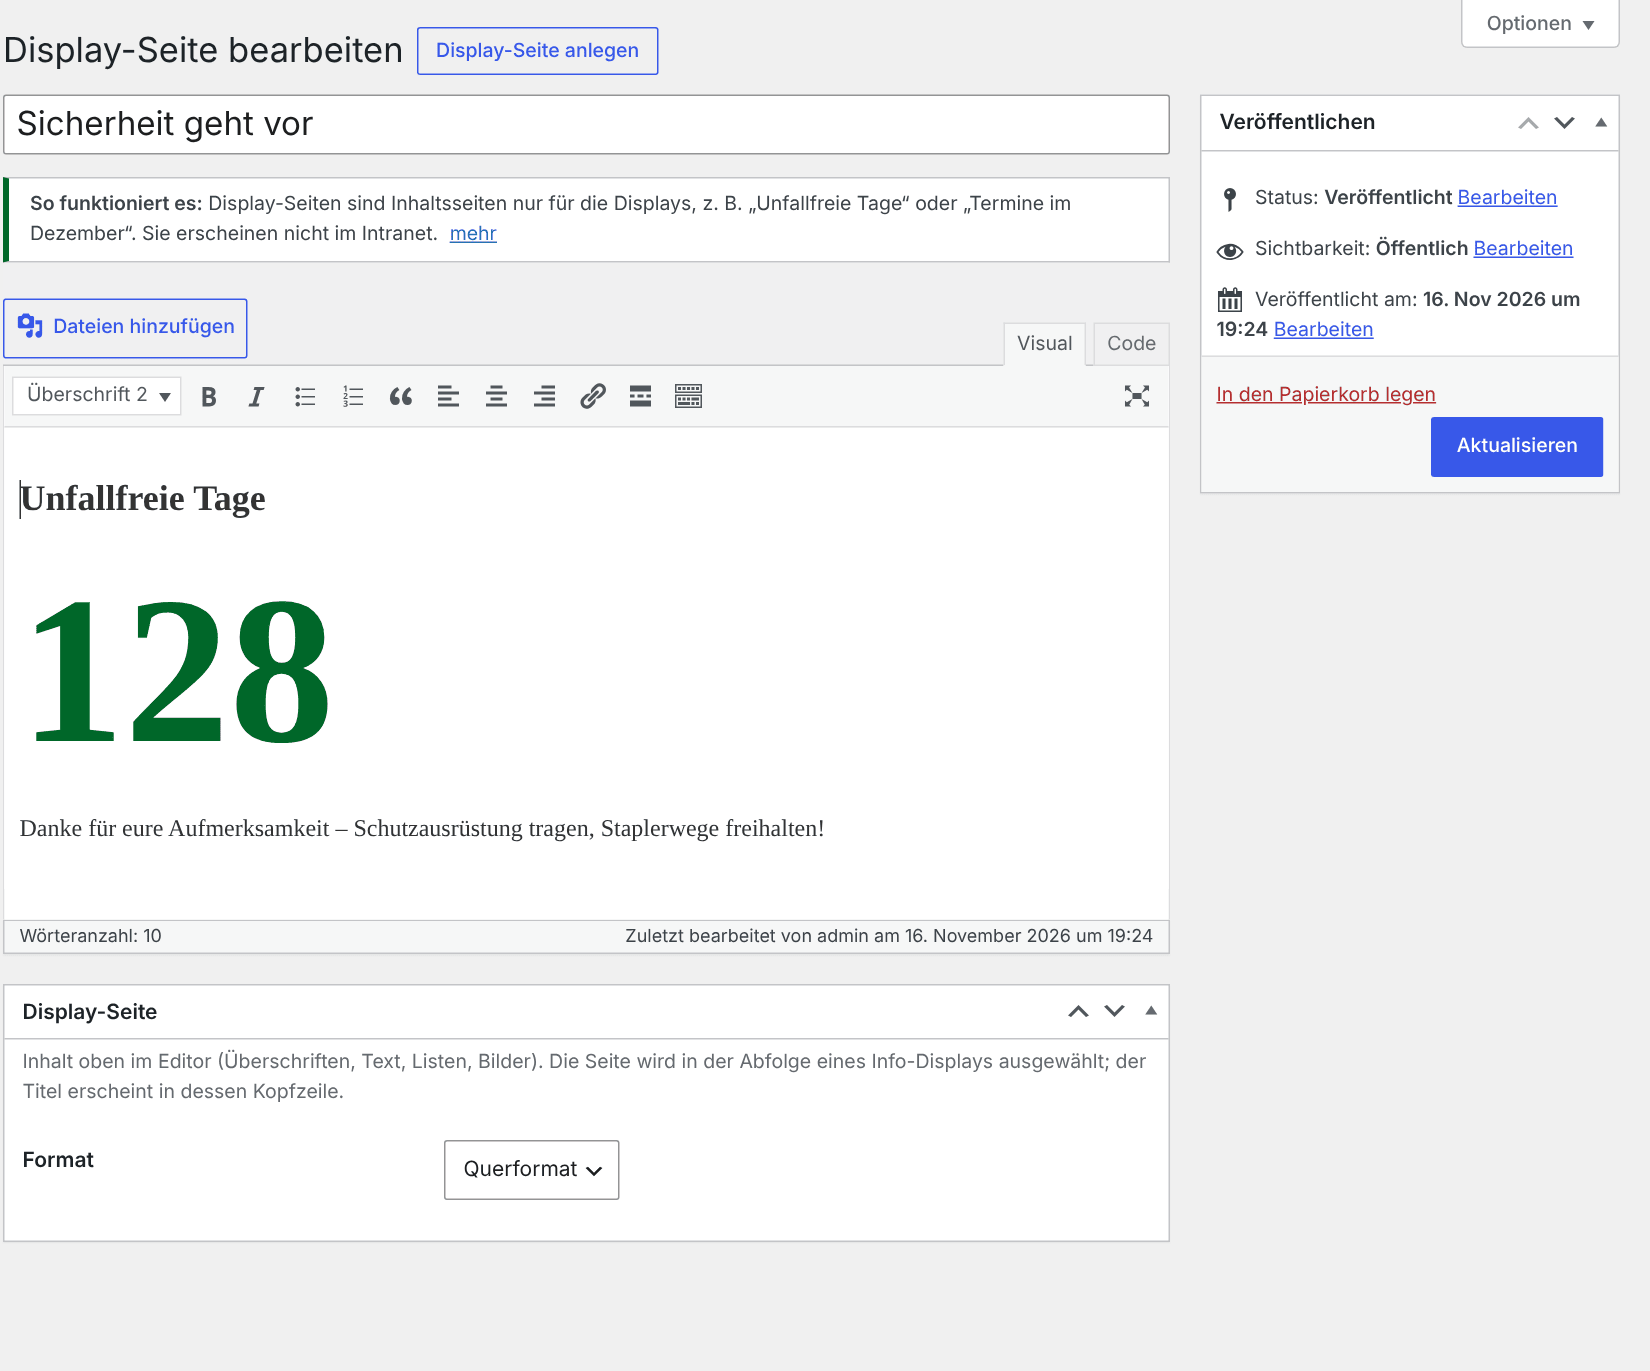 Optionen
Display-Seite bearbeiten
Display-Seite anlegen
Sicherheit geht vor
So funktioniert es: Display-Seiten sind Inhaltsseiten nur für die Displays, z. B. „Unfallfreie Tage“ oder „Termine im
Dezember“. Sie erscheinen nicht im Intranet. mehr
Dateien hinzufügen
Visual
Code
Überschrift 2
Unfallfreie Tage
128
Danke für eure Aufmerksamkeit – Schutzausrüstung tragen, Staplerwege freihalten!
Wörteranzahl: 10
Zuletzt bearbeitet von admin am 16. November 2026 um 19:24
Display-Seite
Inhalt oben im Editor (Überschriften, Text, Listen, Bilder). Die Seite wird in der Abfolge eines Info-Displays ausgewählt; der
Titel erscheint in dessen Kopfzeile.
Format
Querformat
Veröffentlichen
Status: Veröffentlicht Bearbeiten
Sichtbarkeit: Öffentlich Bearbeiten
Veröffentlicht am: 16. Nov 2026 um
19:24 Bearbeiten
In den Papierkorb legen
Aktualisieren